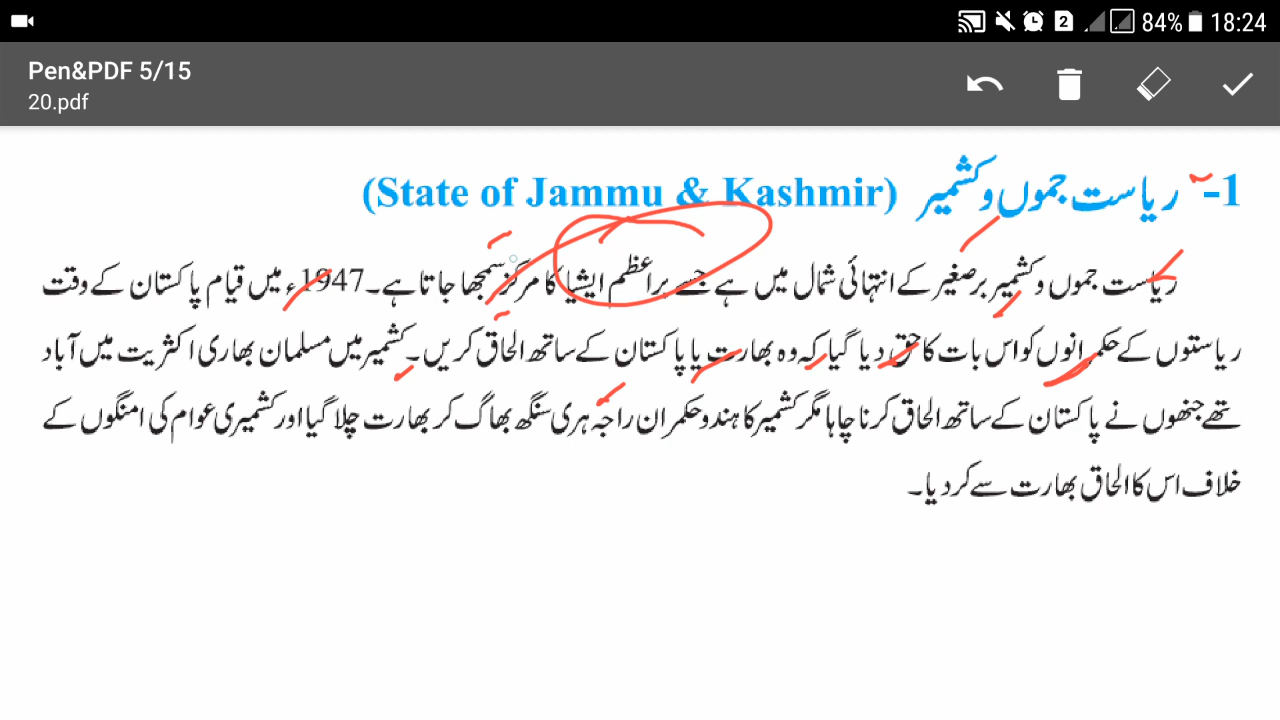 2 84% 18:24
Pen&PDF 5/15
20.pdf
1- ریاست جموں و کشمیر (State of Jammu & Kashmir)
ریاست جموں و کشمیر برصغیر کے انتہائی شمال میں ہے جسے براعظم ایشیا کا مرکز سمجھا جاتا ہے۔ 1947ء میں قیام پاکستان کے وقت
ریاستوں کے حکمرانوں کو اس بات کا حق دیا گیا کہ وہ بھارت یا پاکستان کے ساتھ الحاق کریں۔ کشمیر میں مسلمان بھاری اکثریت میں آباد
تھے جنھوں نے پاکستان کے ساتھ الحاق کرنا چاہا مگر کشمیر کا ہندو حکمران راجہ ہری سنگھ بھاگ کر بھارت چلا گیا اور کشمیری عوام کی امنگوں کے
خلاف اس کا الحاق بھارت سے کر دیا۔